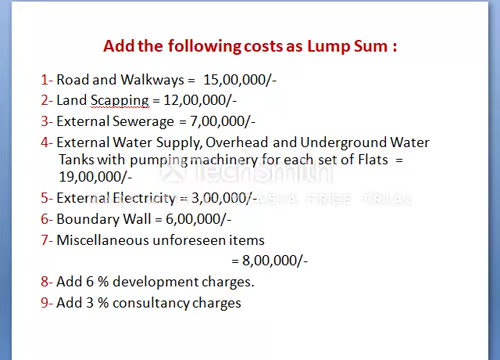 Add the following costs as Lump Sum :
1- Road and Walkways = 15,00,000/-
2- Land Scapping = 12,00,000/-
3- External Sewerage = 7,00,000/-
4- External Water Supply, Overhead and Underground Water
Tanks with pumping machinery for each set of Flats =
19,00,000/-
TechSmith
5- External Electricity = 3,00,000/-
6- Boundary Wall = 6,00,000/-
7- Miscellaneous unforeseen items
= 8,00,000/-
8- Add 6 % development charges.
9- Add 3 % consultancy charges